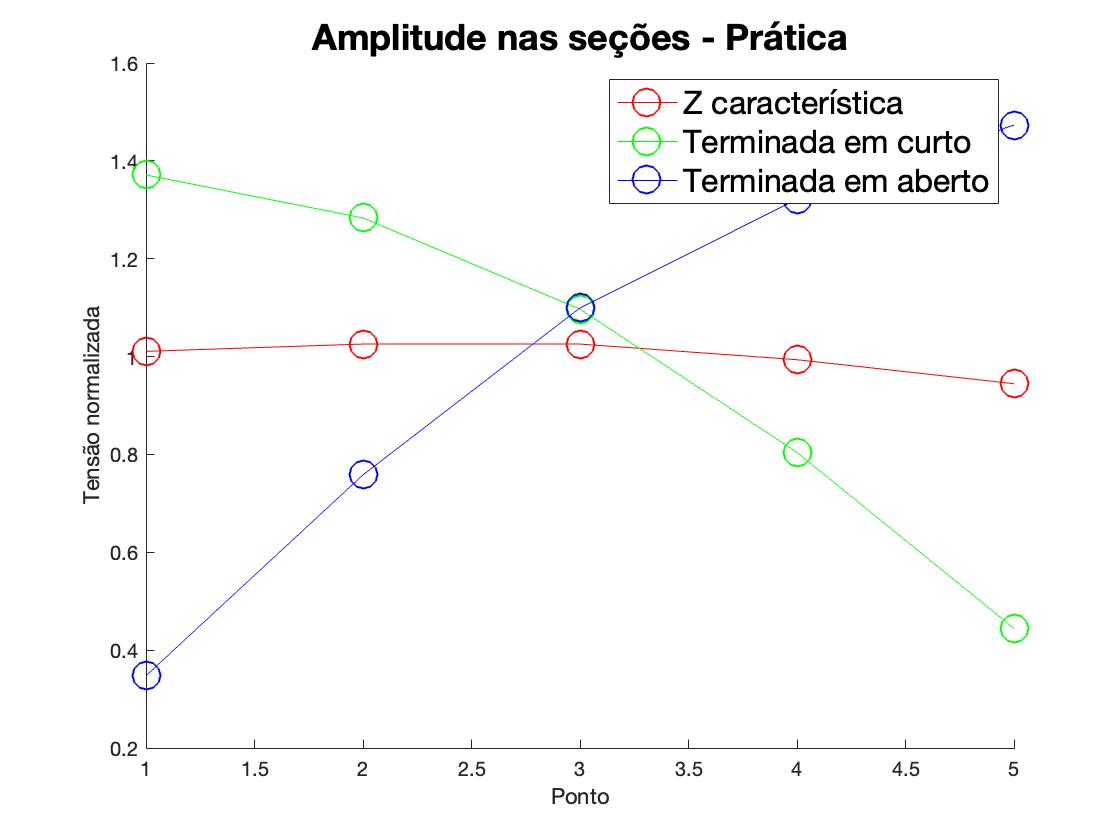 Amplitude nas seções - Prática
Z característica
Terminada em curto
Terminada em aberto
Tensão normalizada
1.6
1.4
1.2
1
0.8
0.6
0.4
0.2
1 1.5 2 2.5 3 3.5 4 4.5 5
Ponto